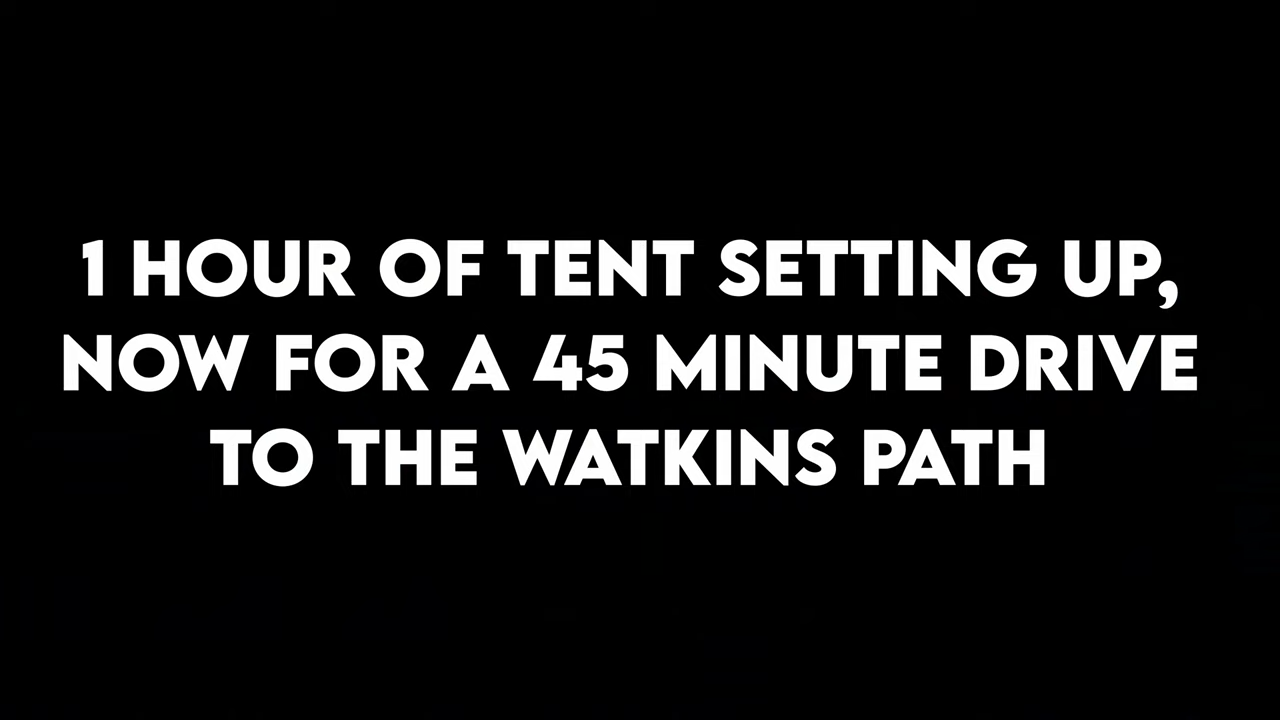 1 HOUR OF TENT SETTING UP,
NOW FOR A 45 MINUTE DRIVE
TO THE WATKINS PATH